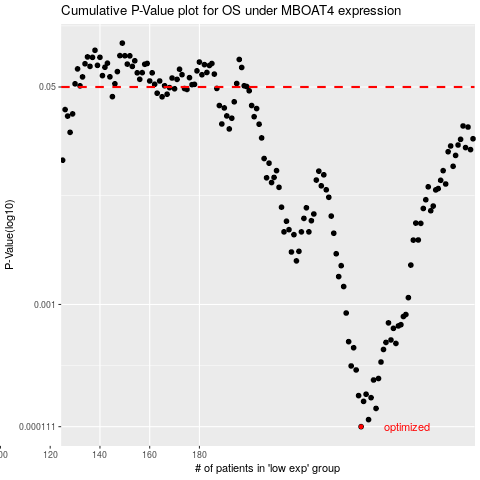 Cumulative P-Value plot for OS under MBOAT4 expression
P-Value(log10)
0.05
0.001
0.000111
optimized
00 120 140 160 180
# of patients in 'low exp' group